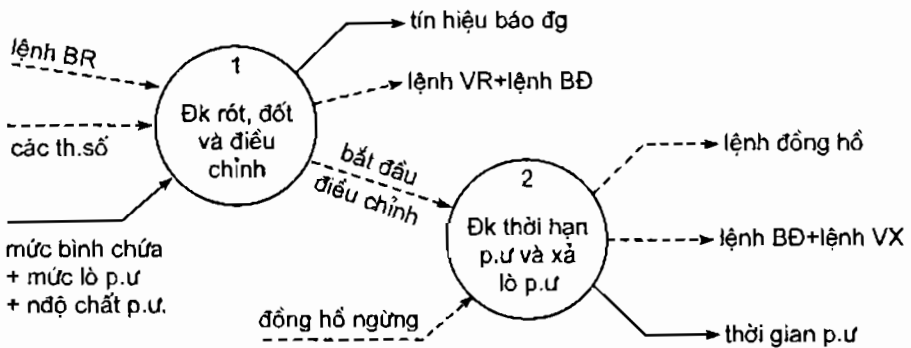 tín hiệu báo đg
lệnh BR
1
lệnh VR+lệnh BĐ
Đk rót, đốt
và điều
chỉnh
các th.số
bắt đầu
điều chỉnh
lệnh đồng hồ
2
Đk thời hạn
p.ư và xả
lò p.ư
lệnh BĐ+lệnh VX
mức bình chứa
+ mức lò p.ư
+ nđộ chất p.ư.
đồng hồ ngừng
thời gian p.ư